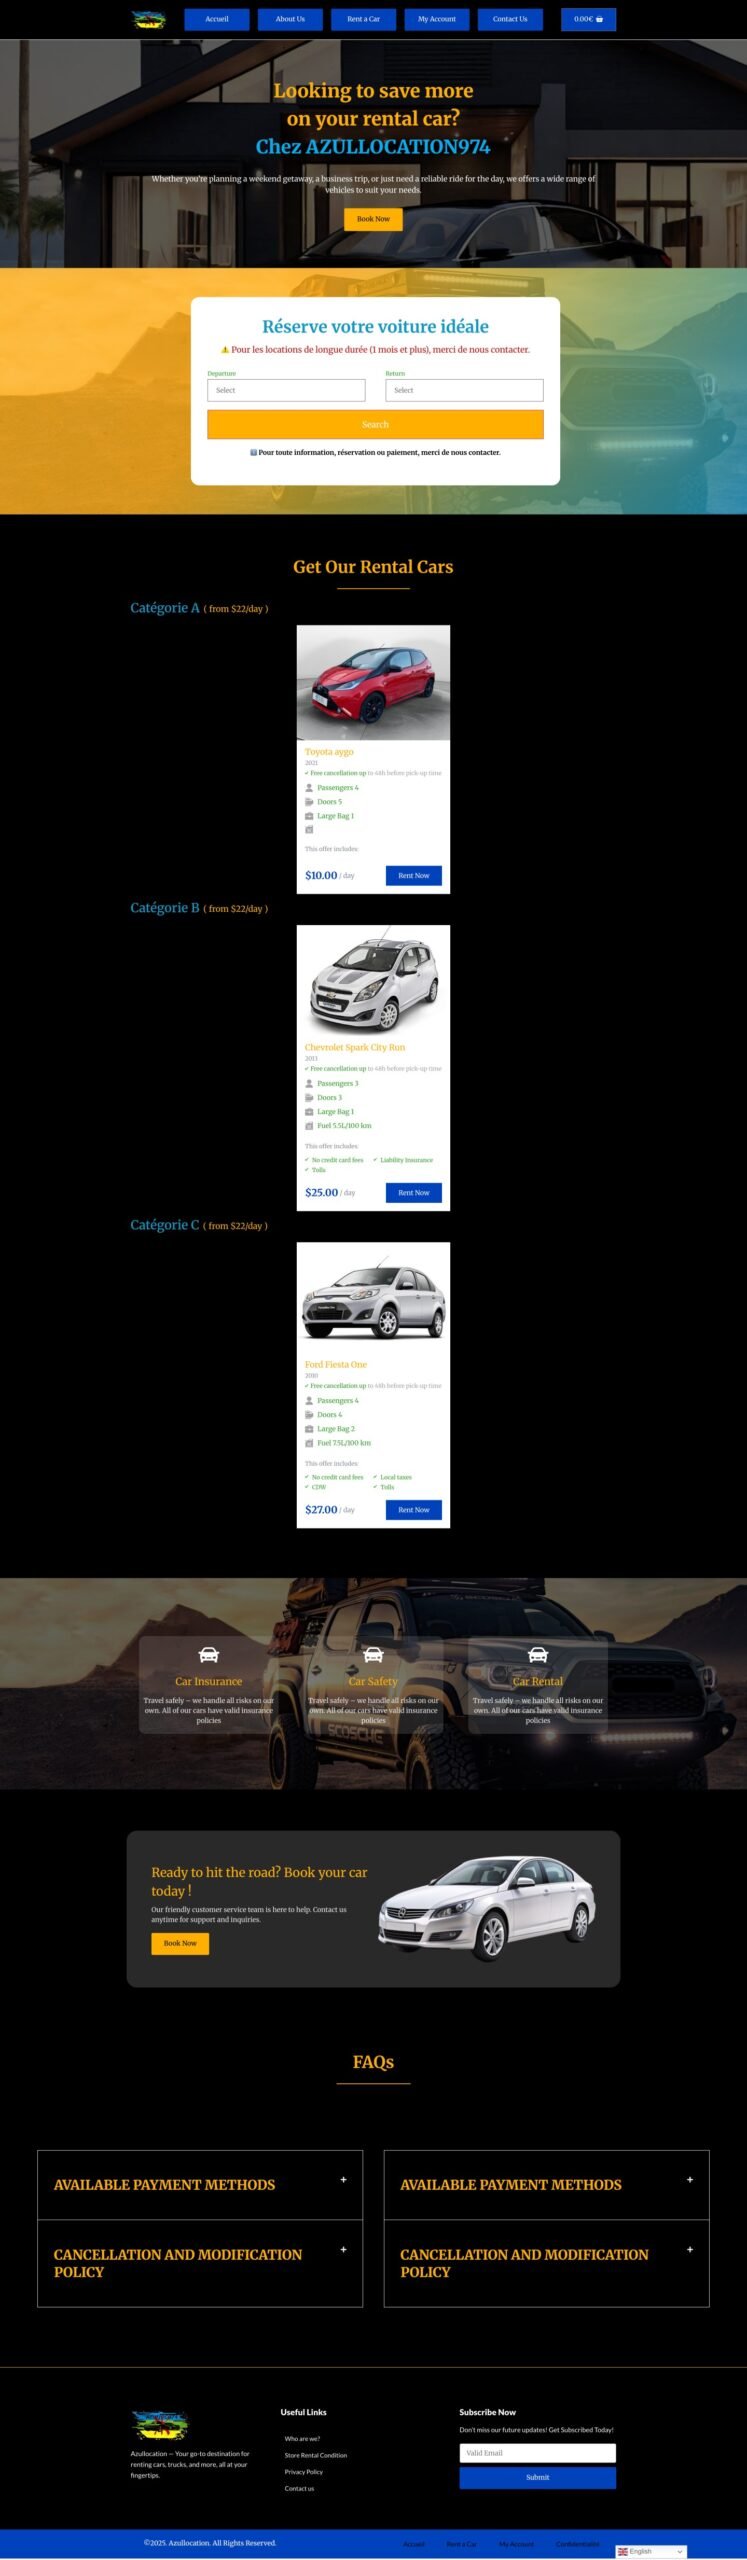 Accueil
About Us
Rent a Car
My Account
Contact Us
0.00€
Looking to save more
on your rental car?
Chez AZULLOCATION974
Whether you're planning a weekend getaway, a business trip, or just need a reliable ride for the day, we offers a wide range of
vehicles to suit your needs.
Book Now
Réserve votre voiture idéale
⚠️ Pour les locations de longue durée (1 mois et plus), merci de nous contacter.
Departure
Return
Select
Select
Search
Pour toute information, réservation ou paiement, merci de nous contacter.
Get Our Rental Cars
Catégorie A ( from $22/day )
Toyota aygo
2021
✓ Free cancellation up to 48h before pick-up time
Passengers 4
Doors 5
Large Bag 1
This offer includes:
$10.00 / day
Rent Now
Catégorie B ( from $22/day )
Chevrolet Spark City Ron
2013
✓ Free cancellation up to 48h before pick-up time
Passengers 3
Doors 3
Large Bag 1
Fuel 5.5L/100 km
This offer includes:
✓ No credit card fees
✓ Liability Insurance
✓ Tolls
$25.00 / day
Rent Now
Catégorie C ( from $22/day )
Ford Fiesta One
2010
✓ Free cancellation up to 48h before pick-up time
Passengers 4
Doors 4
Large Bag 2
Fuel 7.5L/100 km
This offer includes:
✓ No credit card fees
✓ Local taxes
✓ CDW
✓ Tolls
$27.00 / day
Rent Now
Car Insurance
Travel safely – we handle all risks on our
own. All of our cars have valid insurance
policies
Car Safety
Travel safely – we handle all risks on our
own. All of our cars have valid insurance
policies
Car Rental
Travel safely – we handle all risks on our
own. All of our cars have valid insurance
policies
SCOSCHE
Ready to hit the road? Book your car
today !
Our friendly customer service team is here to help. Contact us
anytime for support and inquiries.
Book Now
FAQs
AVAILABLE PAYMENT METHODS
CANCELLATION AND MODIFICATION
POLICY
AVAILABLE PAYMENT METHODS
CANCELLATION AND MODIFICATION
POLICY
Azullocation — Your go-to destination for
renting cars, trucks, and more, all at your
fingertips.
Useful Links
Who are we?
Store Rental Condition
Privacy Policy
Contact us
Subscribe Now
Don't miss our future updates! Get Subscribed Today!
Valid Email
Submit
©2025. Azullocation. All Rights Reserved.
Accueil
Rent a Car
My Account
Confidentialité
English